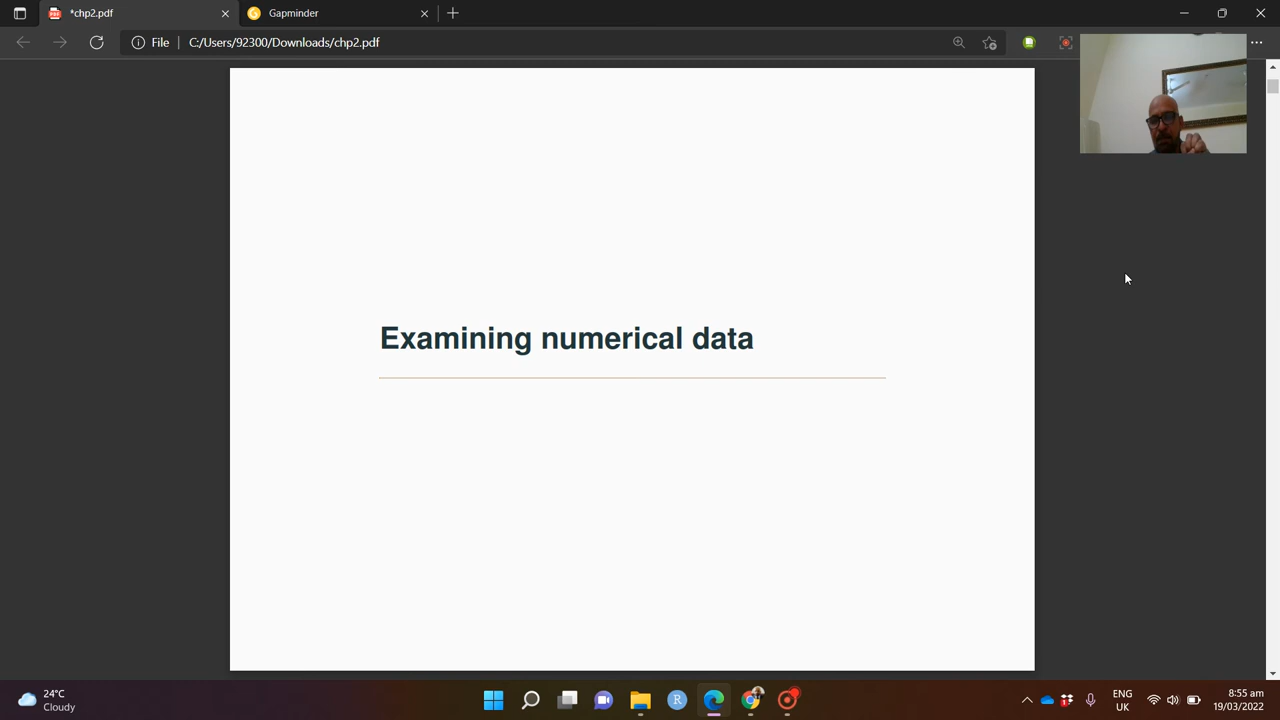 *chp2.pdf
Gapminder
File
C:/Users/92300/Downloads/chp2.pdf
Examining numerical data
24°C
Cloudy
ENG
UK
8:55 am
19/03/2022